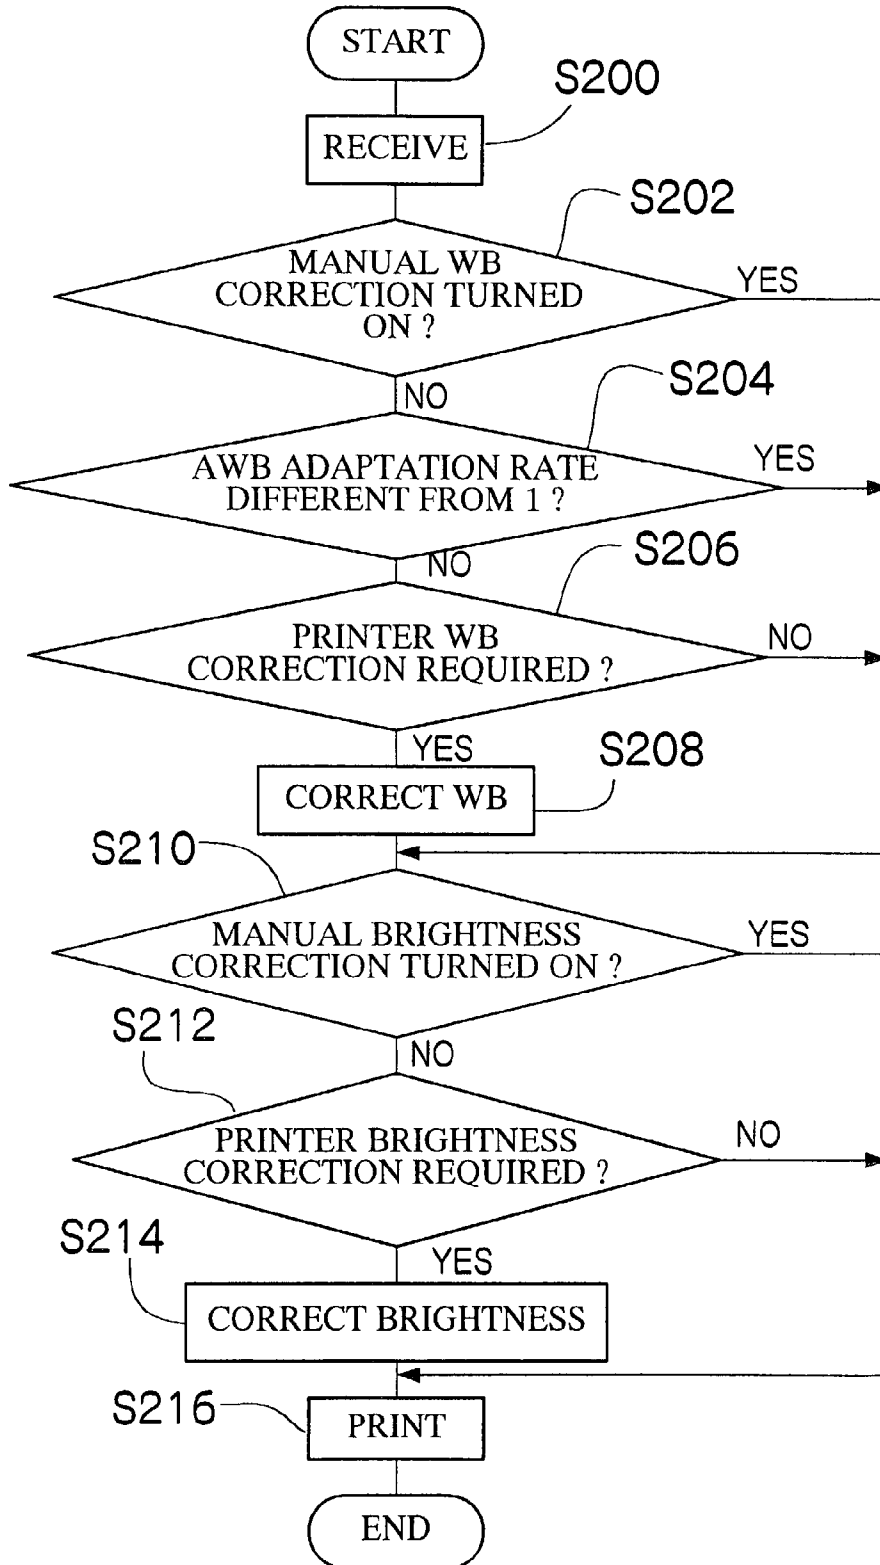 START
S200
RECEIVE
S202
MANUAL WB
CORRECTION TURNED
ON ?
YES
NO
S204
AWB ADAPTATION RATE
DIFFERENT FROM 1 ?
YES
NO
S206
PRINTER WB
CORRECTION REQUIRED ?
NO
YES
S208
CORRECT WB
S210
MANUAL BRIGHTNESS
CORRECTION TURNED ON ?
YES
NO
S212
PRINTER BRIGHTNESS
CORRECTION REQUIRED ?
NO
YES
S214
CORRECT BRIGHTNESS
S216
PRINT
END